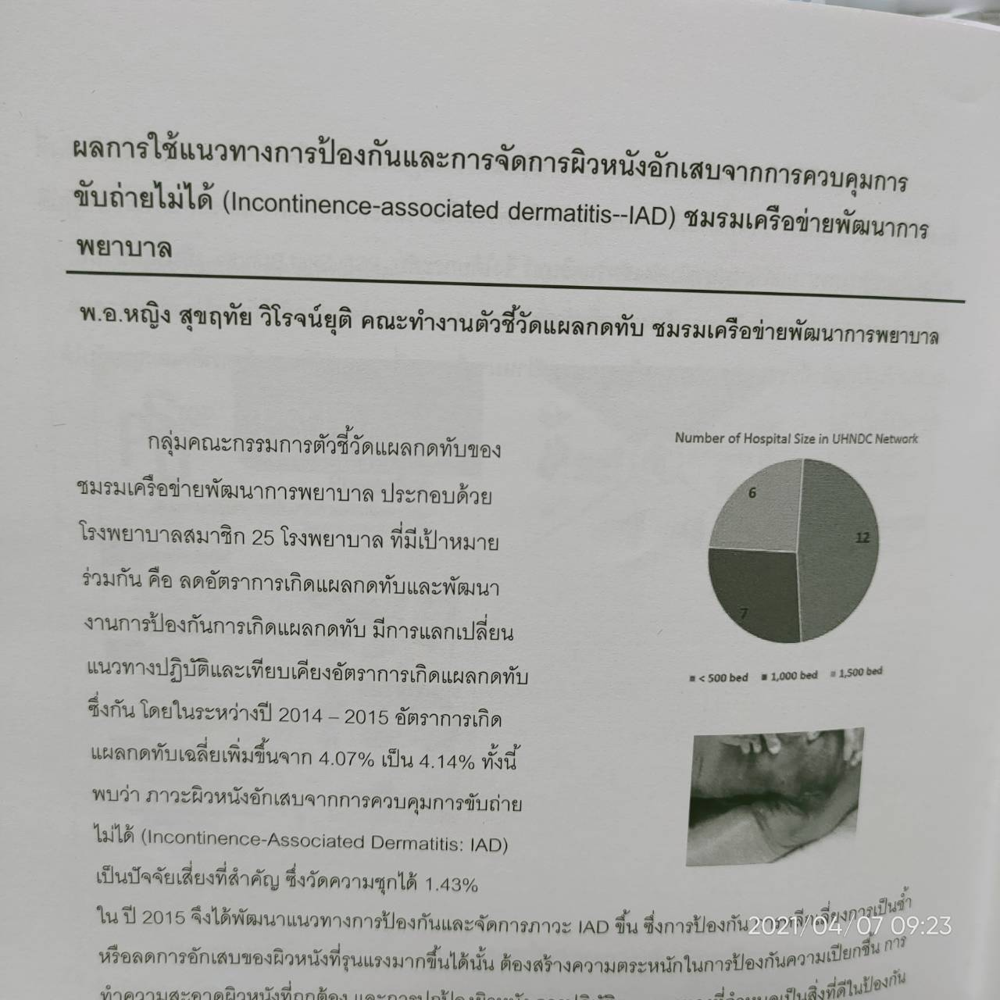 ผลการใช้แนวทางการป้องกันและการจัดการผิวหนังอักเสบจากการควบคุมการ
ขับถ่ายไม่ได้ (Incontinence-associated dermatitis--IAD) ชมรมเครือข่ายพัฒนาการ
พยาบาล
พ.อ.หญิง สุขฤทัย วิโรจน์ยุติ คณะทำงานตัวชี้วัดแผลกดทับ ชมรมเครือข่ายพัฒนาการพยาบาล
กลุ่มคณะกรรมการตัวชี้วัดแผลกดทับของ
ชมรมเครือข่ายพัฒนาการพยาบาล ประกอบด้วย
โรงพยาบาลสมาชิก 25 โรงพยาบาล ที่มีเป้าหมาย
ร่วมกัน คือ ลดอัตราการเกิดแผลกดทับและพัฒนา
งานการป้องกันการเกิดแผลกดทับ มีการแลกเปลี่ยน
แนวทางปฏิบัติและเทียบเคียงอัตราการเกิดแผลกดทับ
ซึ่งกัน โดยในระหว่างปี 2014 – 2015 อัตราการเกิด
แผลกดทับเฉลี่ยเพิ่มขึ้นจาก 4.07% เป็น 4.14% ทั้งนี้
พบว่า ภาวะผิวหนังอักเสบจากการควบคุมการขับถ่าย
ไม่ได้ (Incontinence-Associated Dermatitis: IAD)
เป็นปัจจัยเสี่ยงที่สำคัญ ซึ่งวัดความชุกได้ 1.43%
Number of Hospital Size in UHNDC Network
6
12
7
< 500 bed 1,000 bed 1,500 bed
ใน ปี 2015 จึงได้พัฒนาแนวทางการป้องกันและจัดการภาวะ IAD ขึ้น ซึ่งการป้องกัน การหลีกเลี่ยงการเป็นซ้ำ
หรือลดการอักเสบของผิวหนังที่รุนแรงมากขึ้นได้นั้น ต้องสร้างความตระหนักในการป้องกันความเปียกชื้น การ
ทำความสะอาดผิวหนังที่ถูกต้อง และการปกป้องผิวหนัง
2021/04/07 09:23